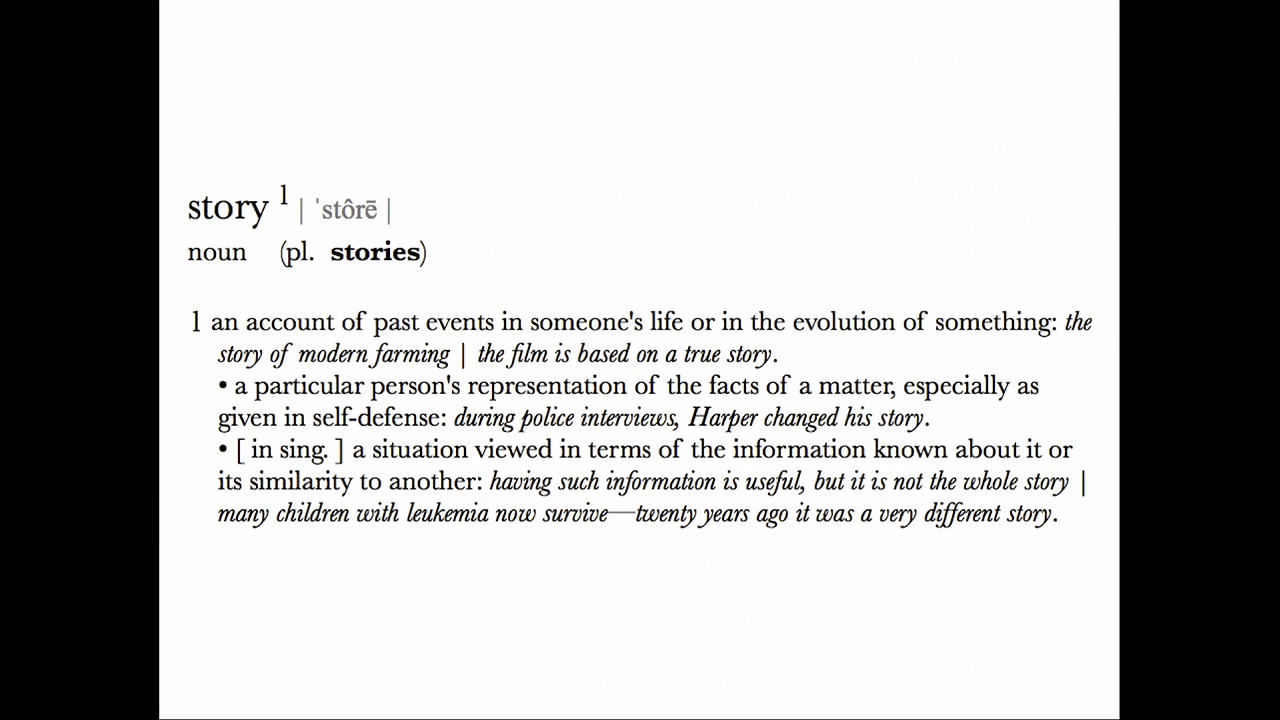 story 1 | ˈstôrē |
noun (pl. stories)
1 an account of past events in someone's life or in the evolution of something: the
story of modern farming | the film is based on a true story.
• a particular person's representation of the facts of a matter, especially as
given in self-defense: during police interviews, Harper changed his story.
• [ in sing. ] a situation viewed in terms of the information known about it or
its similarity to another: having such information is useful, but it is not the whole story |
many children with leukemia now survive—twenty years ago it was a very different story.